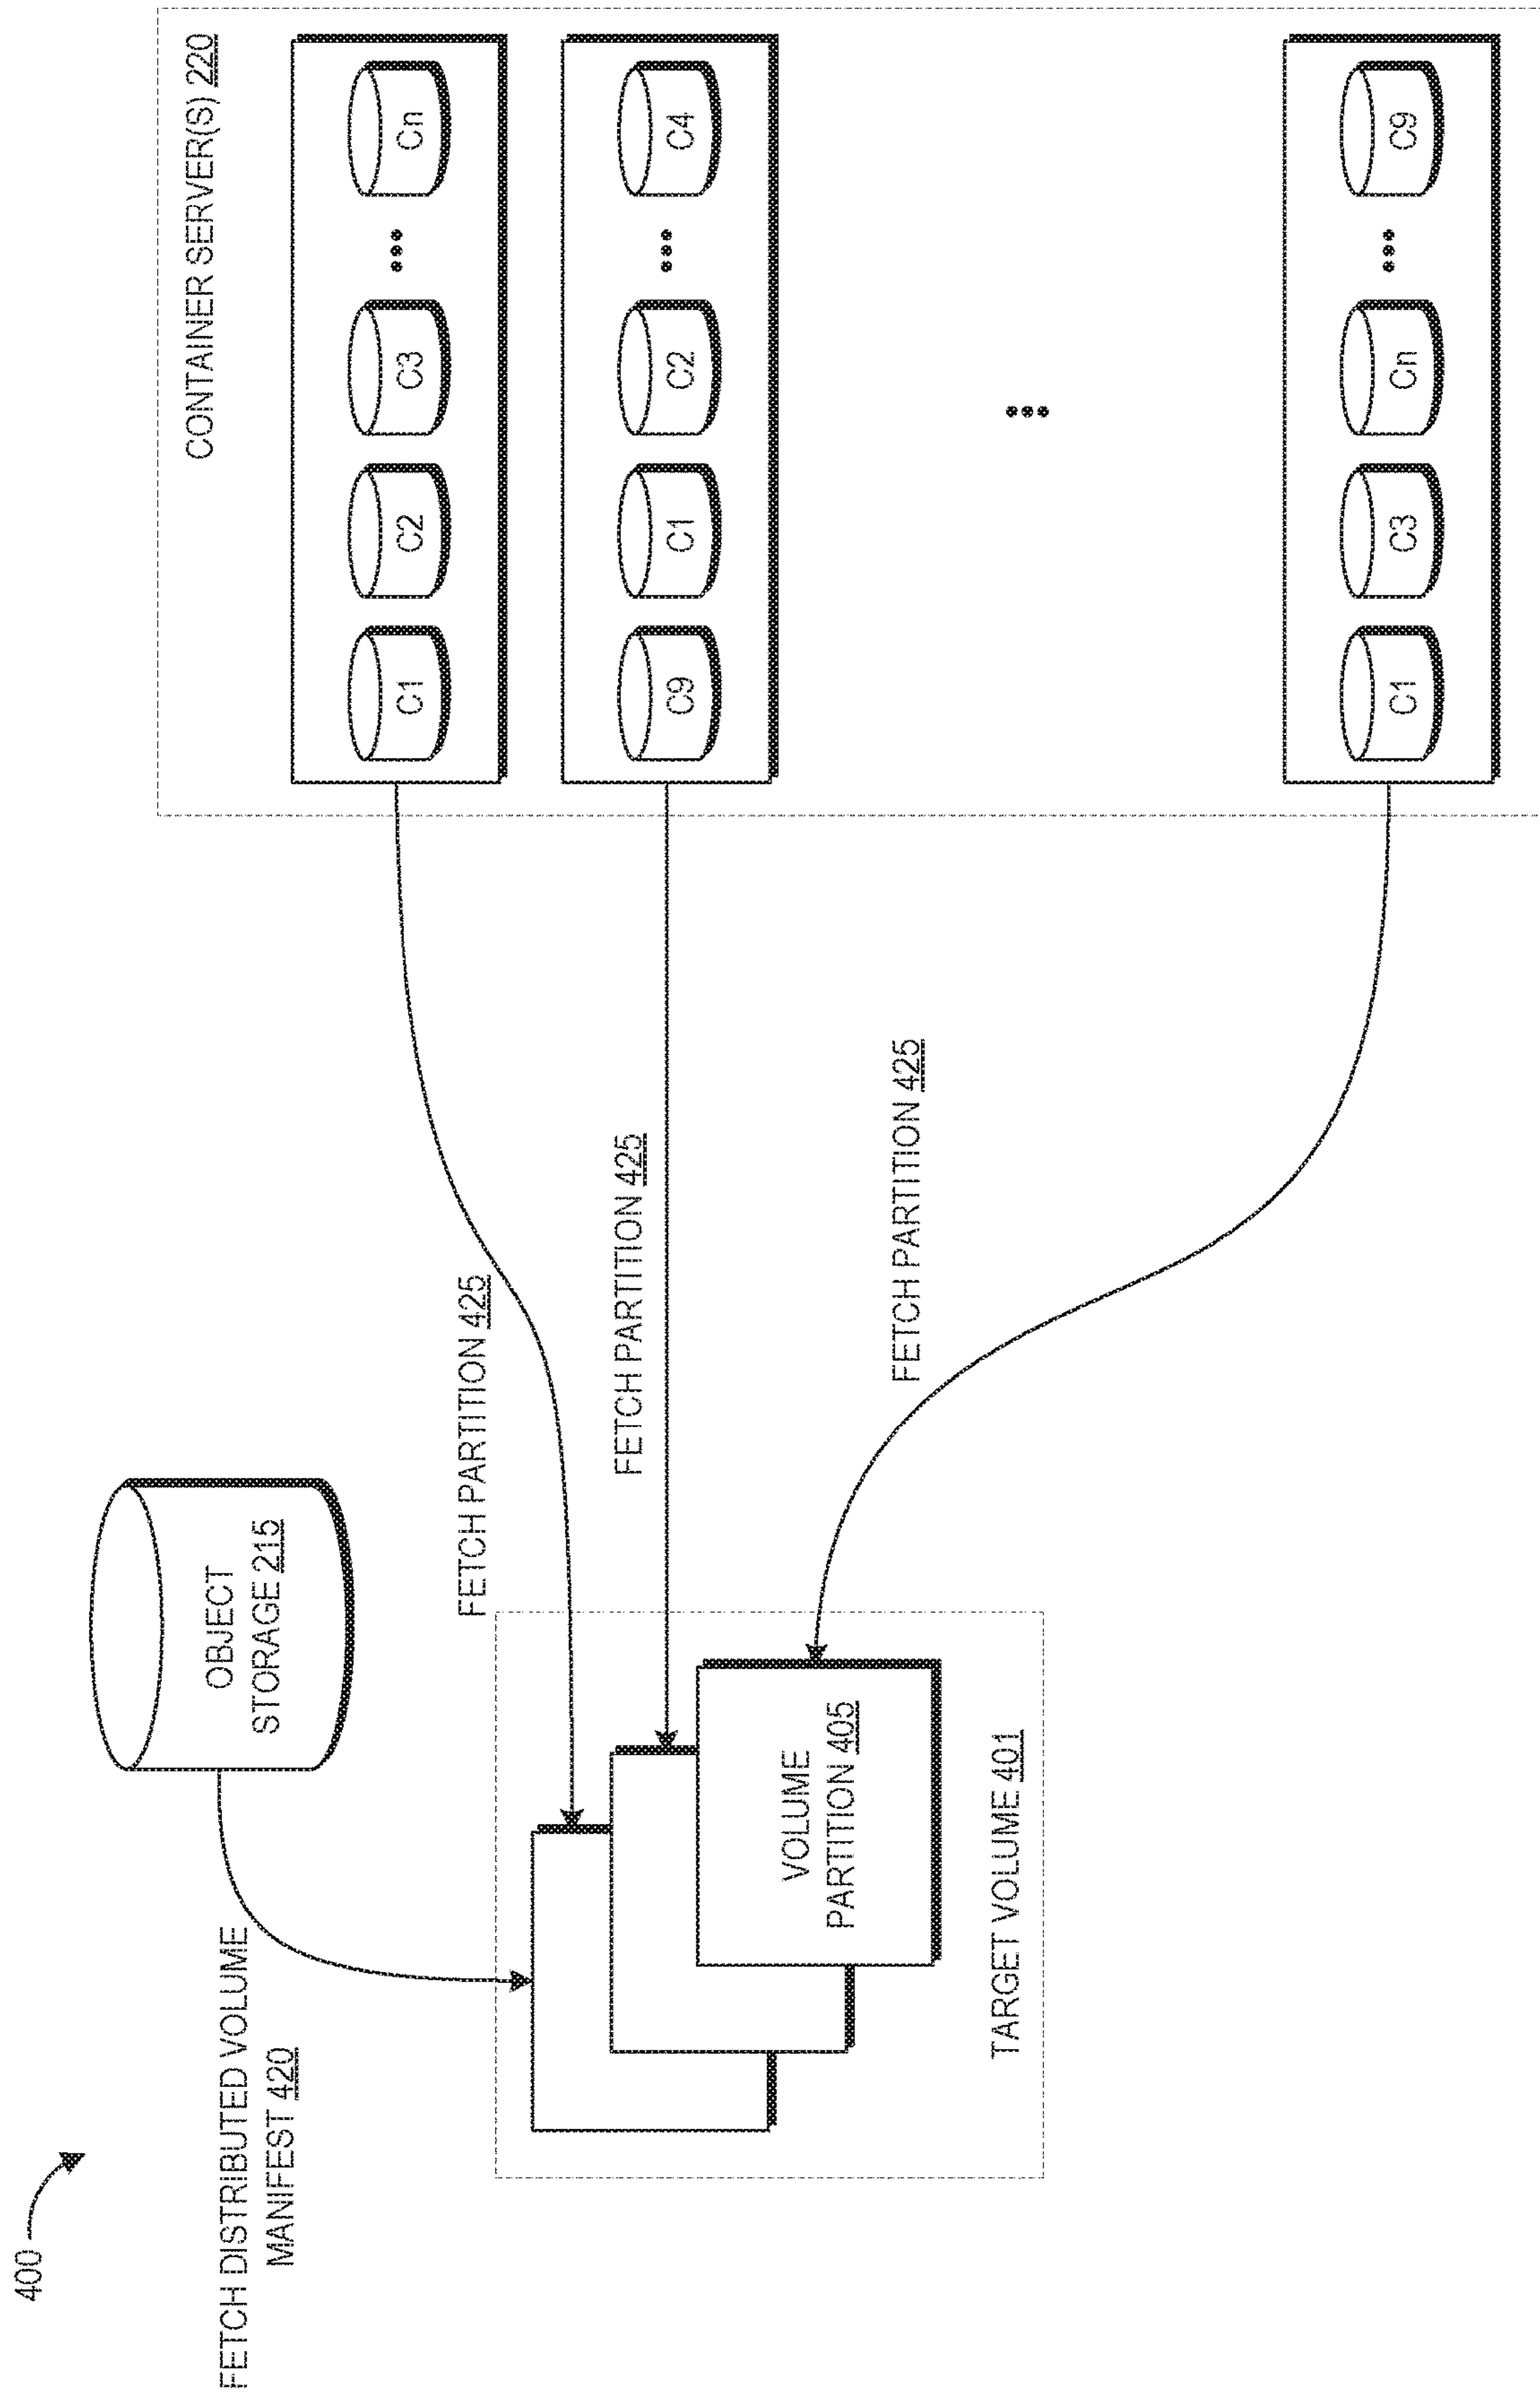 400
FETCH DISTRIBUTED VOLUME
MANIFEST 420
OBJECT
STORAGE 215
CONTAINER SERVER(S) 220
C1
C2
C3
•••
Cn
FETCH PARTITION 425
C9
C1
C2
•••
C4
FETCH PARTITION 425
•••
FETCH PARTITION 425
C1
C3
Cn
•••
C9
VOLUME
PARTITION 405
TARGET VOLUME 401